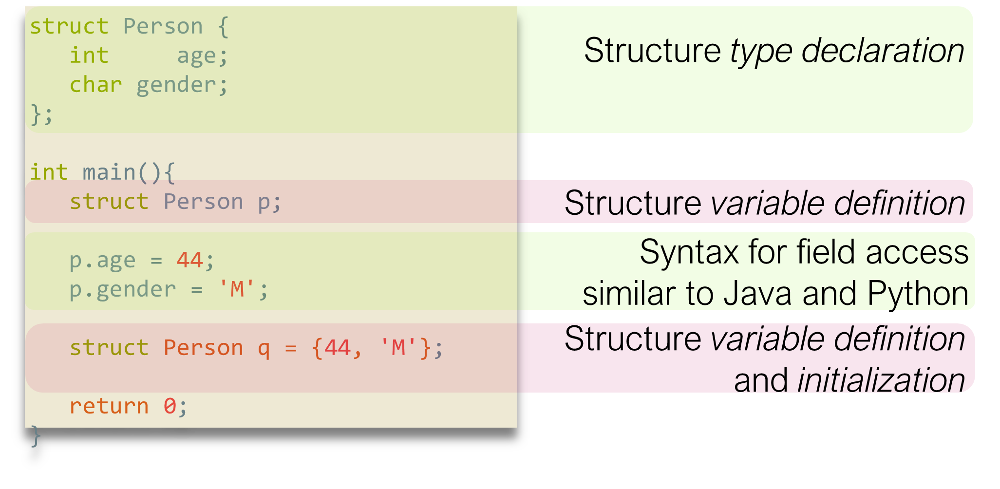 struct Person {
   int     age;
   char gender;
};
Structure type declaration
int main(){
   struct Person p;
Structure variable definition
   p.age = 44;
   p.gender = 'M';
Syntax for field access
similar to Java and Python
   struct Person q = {44, 'M'};
Structure variable definition
and initialization
   return 0;
}